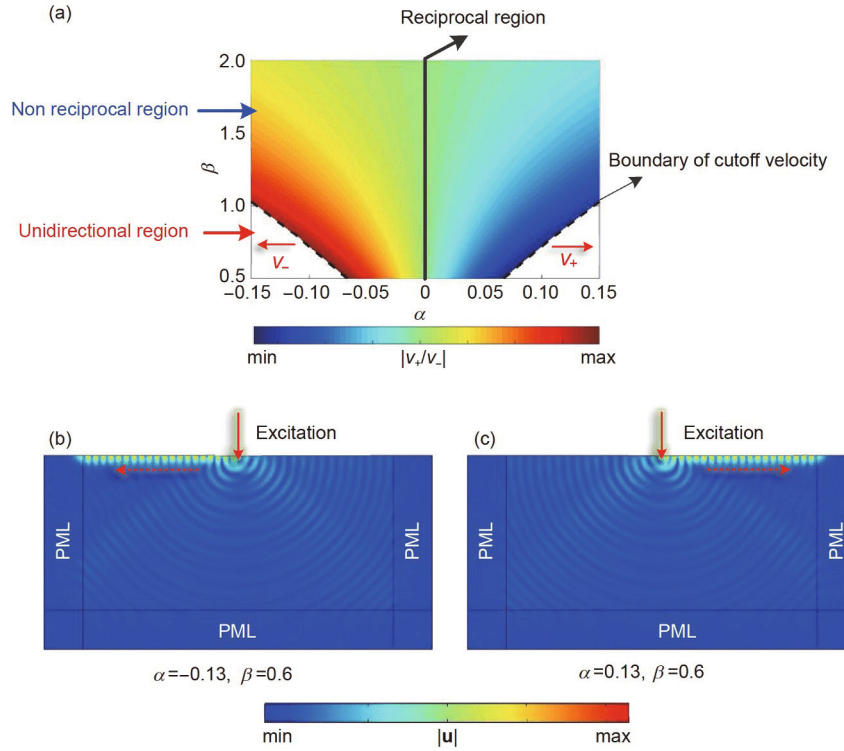 (a)
Reciprocal region
2.0
Non reciprocal region
1.5
β
Boundary of cutoff velocity
1.0
Unidirectional region
v₋
v₊
0.5
−0.15 −0.10 −0.05 0 0.05 0.10 0.15
α
min |v₊/v₋| max
(b) Excitation
(c) Excitation
PML PML PML PML
PML PML
α=−0.13, β=0.6
α=0.13, β=0.6
min |u| max